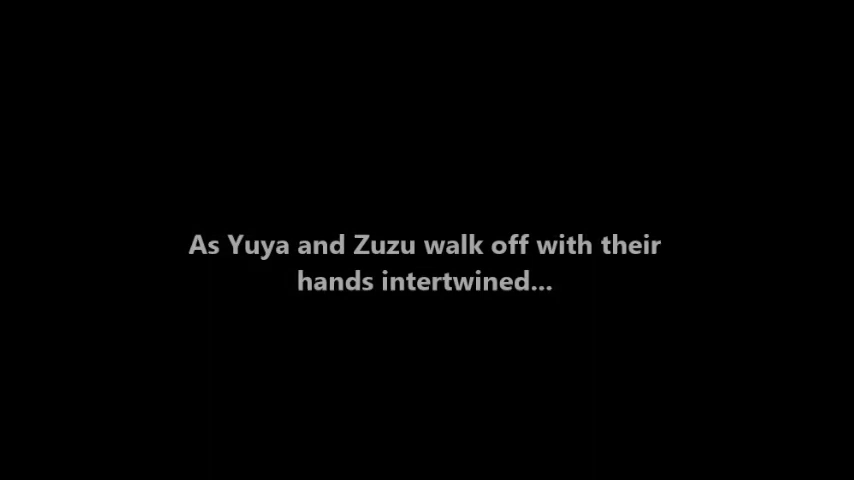 As Yuya and Zuzu walk off with their
hands intertwined...